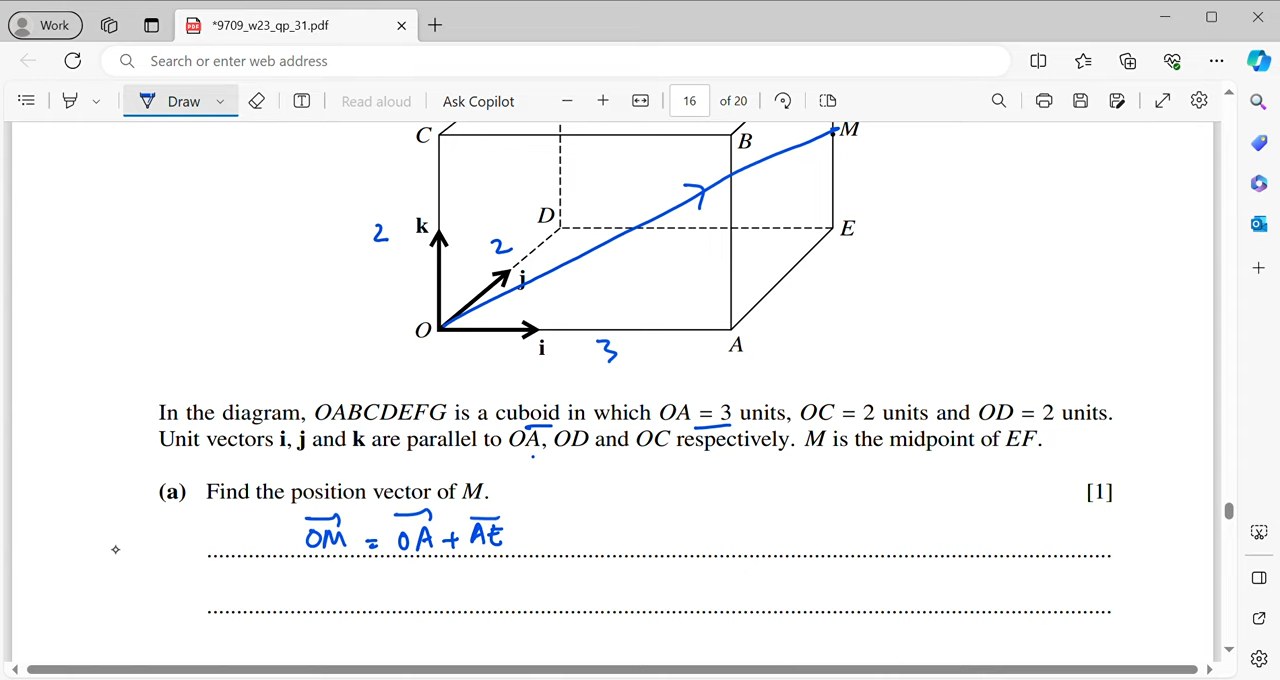 Work
*9709_w23_qp_31.pdf
Search or enter web address
Draw
Read aloud
Ask Copilot
16
of 20
C
B
M
k
2
D
2
E
j
O
i
3
A
In the diagram, OABCDEFG is a cuboid in which OA = 3 units, OC = 2 units and OD = 2 units.
Unit vectors i, j and k are parallel to OA, OD and OC respectively. M is the midpoint of EF.
(a) Find the position vector of M. [1]
OM = OA + AE